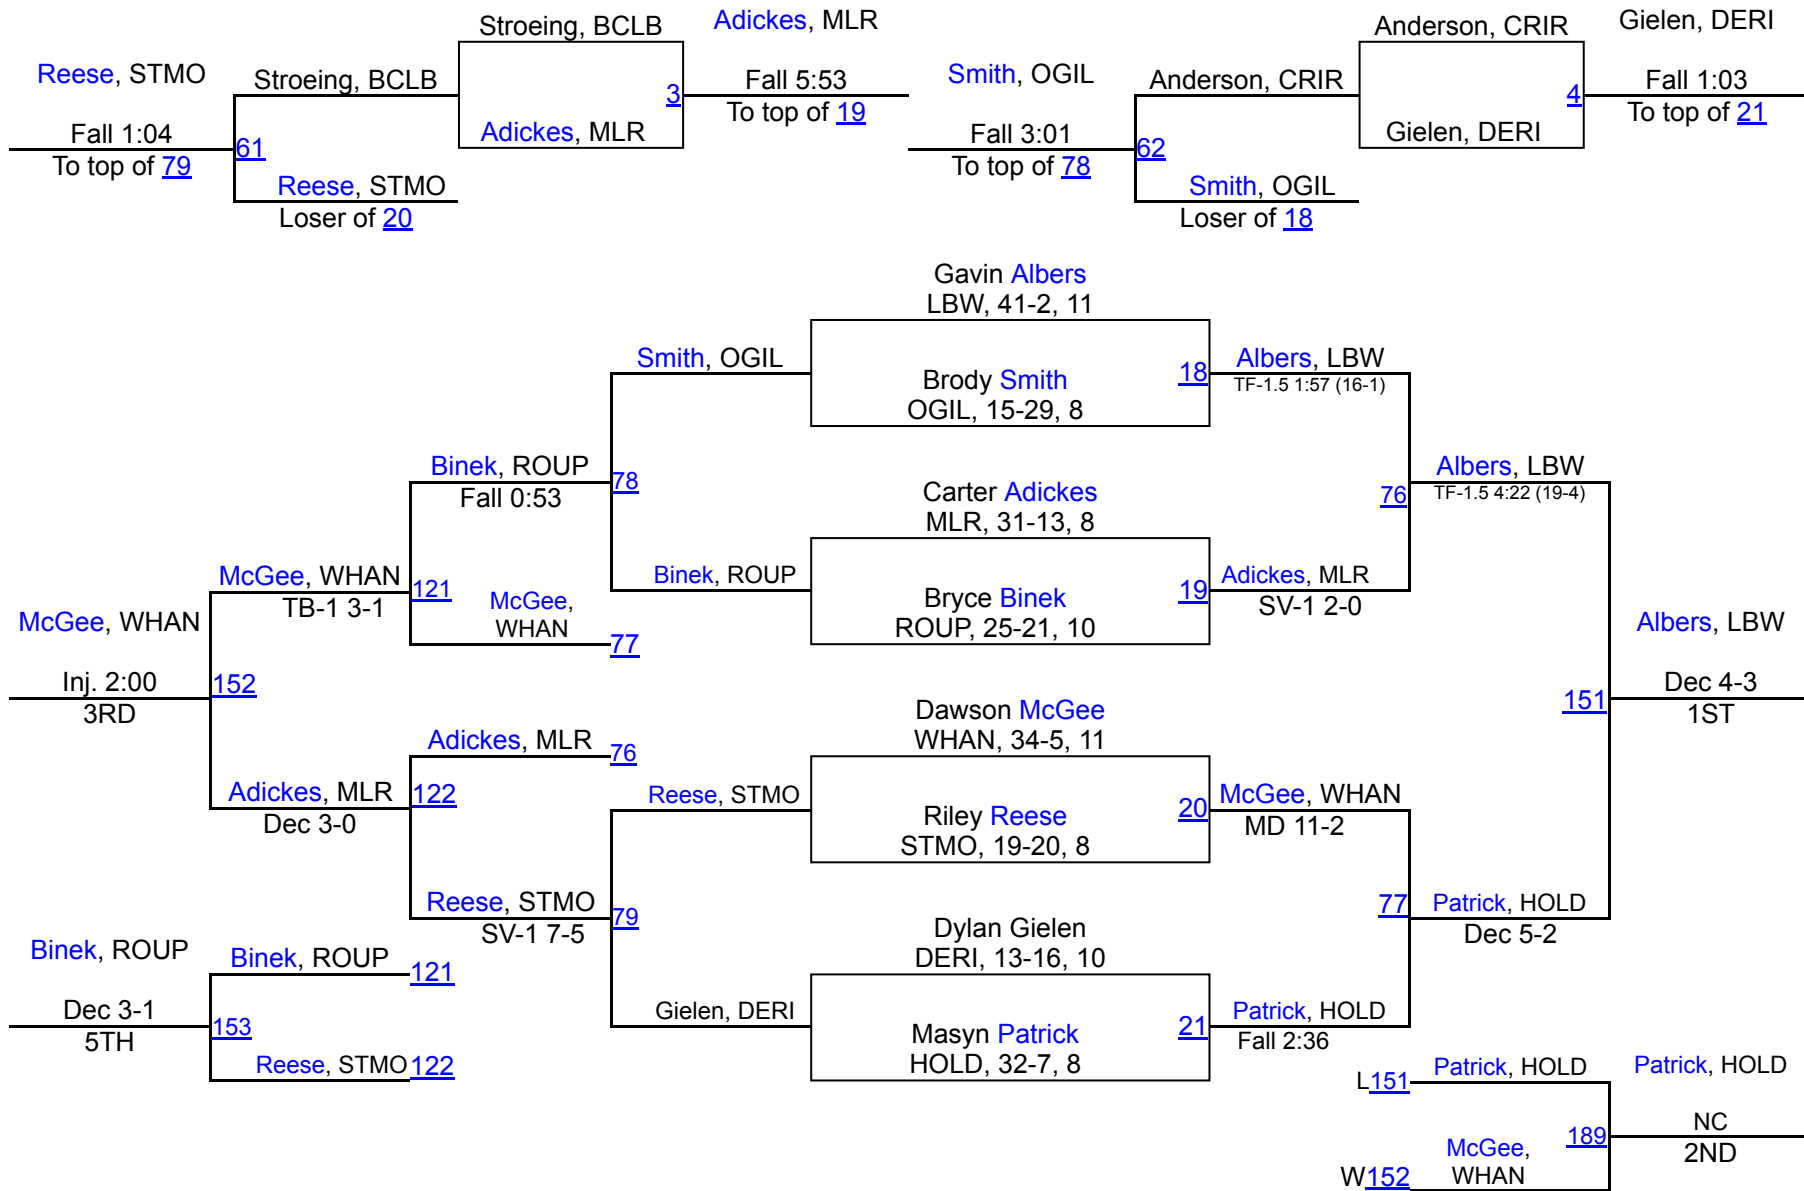 Stroeing, BCLB
Adickes, MLR
Anderson, CRIR
Gielen, DERI
Reese, STMO
Stroeing, BCLB
3
Fall 5:53
Smith, OGIL
Anderson, CRIR
4
Fall 1:03
Fall 1:04
61
Adickes, MLR
To top of 19
Fall 3:01
62
Gielen, DERI
To top of 21
To top of 79
Reese, STMO
To top of 78
Smith, OGIL
Loser of 20
Loser of 18
Gavin Albers
LBW, 41-2, 11
Smith, OGIL
Brody Smith
OGIL, 15-29, 8
18
Albers, LBW
TF-1.5 1:57 (16-1)
Binek, ROUP
Fall 0:53
78
Carter Adickes
MLR, 31-13, 8
76
Albers, LBW
TF-1.5 4:22 (19-4)
McGee, WHAN
TB-1 3-1
121
McGee,
WHAN
77
Binek, ROUP
Bryce Binek
ROUP, 25-21, 10
19
Adickes, MLR
SV-1 2-0
McGee, WHAN
Inj. 2:00
3RD
152
Albers, LBW
151
Dec 4-3
1ST
Dawson McGee
WHAN, 34-5, 11
Adickes, MLR
76
Adickes, MLR
Dec 3-0
122
Reese, STMO
Riley Reese
STMO, 19-20, 8
20
McGee, WHAN
MD 11-2
Reese, STMO
SV-1 7-5
79
Dylan Gielen
DERI, 13-16, 10
77
Patrick, HOLD
Dec 5-2
Binek, ROUP
Binek, ROUP
121
Dec 3-1
5TH
153
Gielen, DERI
Masyn Patrick
HOLD, 32-7, 8
21
Patrick, HOLD
Fall 2:36
Reese, STMO
122
L151
Patrick, HOLD
Patrick, HOLD
189
NC
2ND
W152
McGee,
WHAN